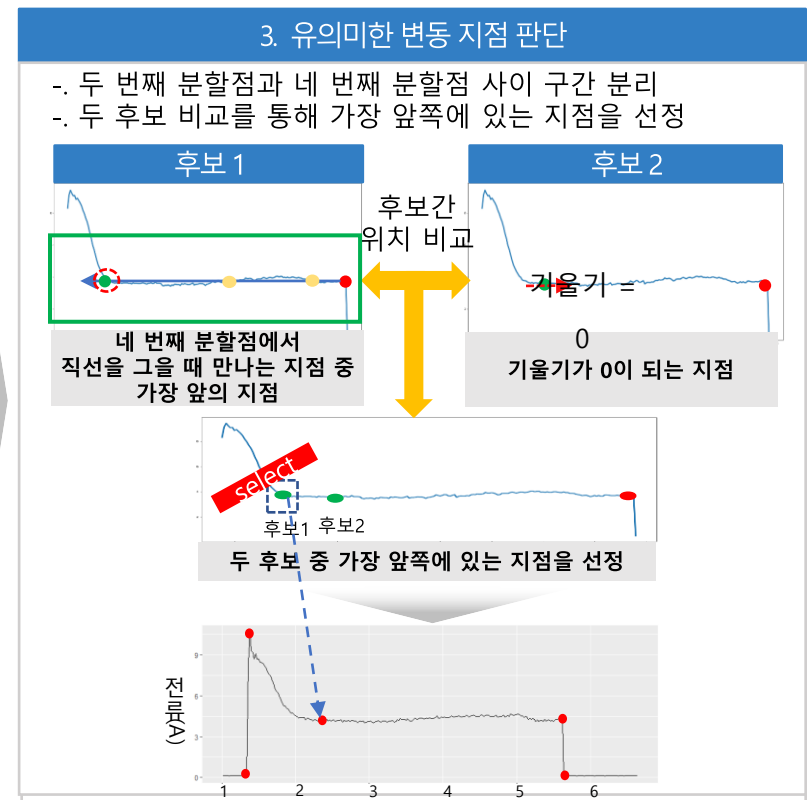 3. 유의미한 변동 지점 판단
-. 두 번째 분할점과 네 번째 분할점 사이 구간 분리
-. 두 후보 비교를 통해 가장 앞쪽에 있는 지점을 선정
후보 1
후보 2
후보간
위치 비교
기울기 =
0
네 번째 분할점에서
직선을 그을 때 만나는 지점 중
가장 앞의 지점
기울기가 0이 되는 지점
select
후보1
후보2
두 후보 중 가장 앞쪽에 있는 지점을 선정
전류(A)
9
6
3
0
1 2 3 4 5 6